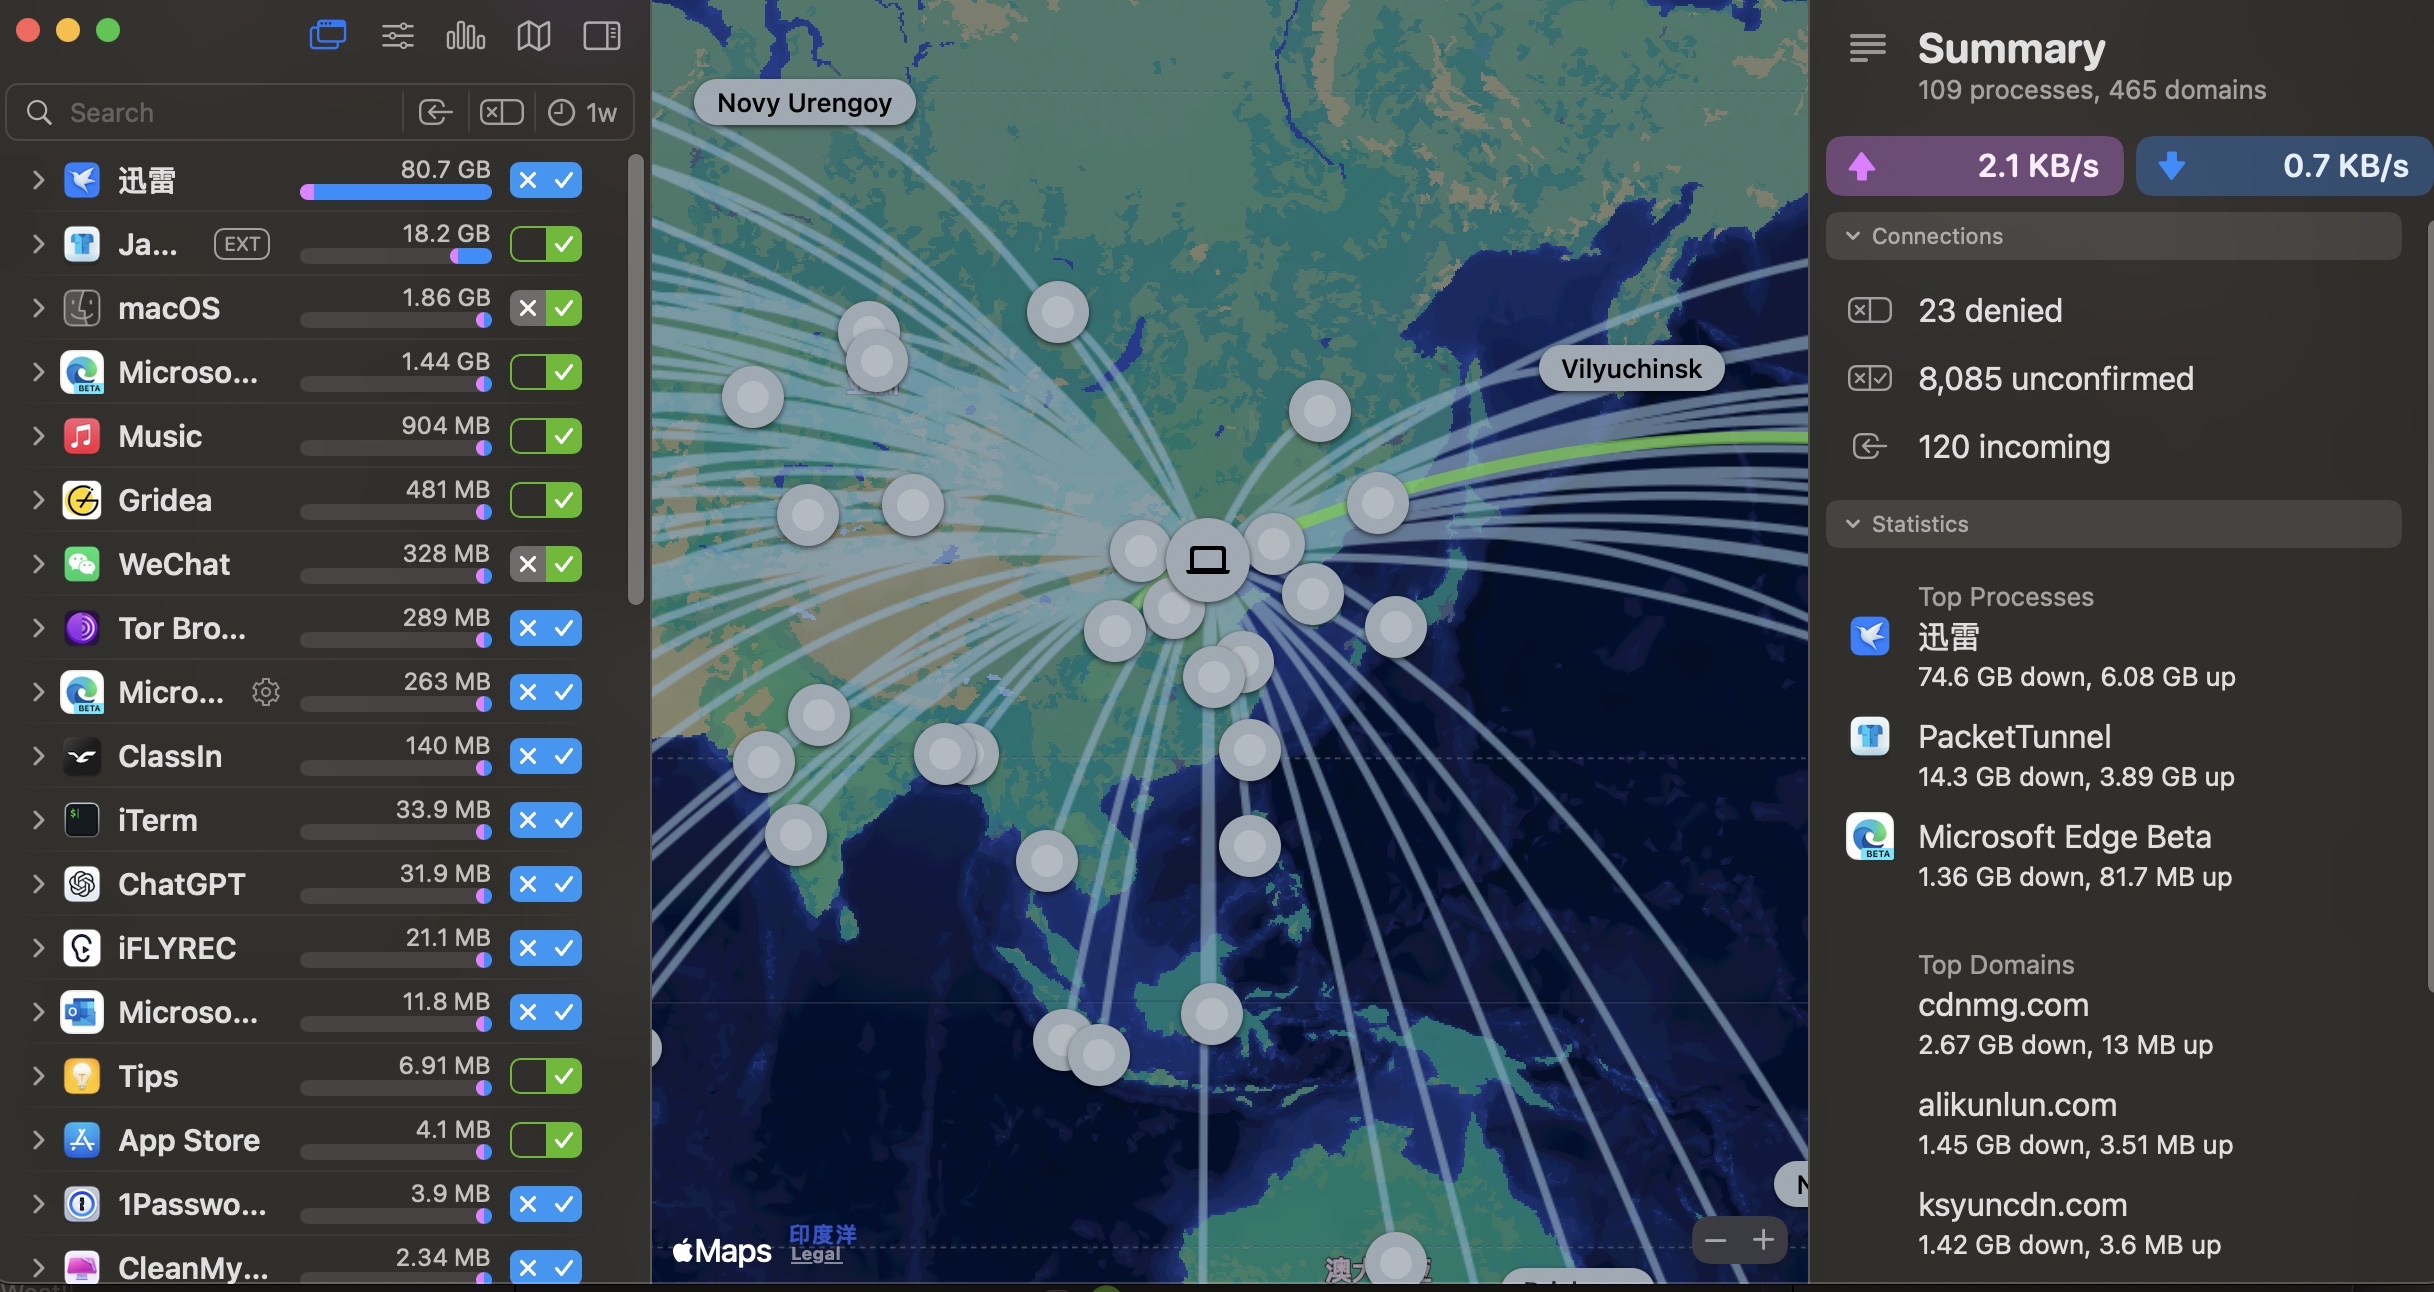 Search
1w
迅雷
80.7 GB
Ja...
EXT
18.2 GB
macOS
1.86 GB
Microso...
1.44 GB
BETA
Music
904 MB
Gridea
481 MB
WeChat
328 MB
Tor Bro...
289 MB
Micro...
263 MB
BETA
ClassIn
140 MB
iTerm
33.9 MB
ChatGPT
31.9 MB
iFLYREC
21.1 MB
Microso...
11.8 MB
Tips
6.91 MB
App Store
4.1 MB
1Passwo...
3.9 MB
CleanMy...
2.34 MB
Novy Urengoy
Vilyuchinsk
N
Maps
印度洋
Legal
Summary
109 processes, 465 domains
2.1 KB/s
0.7 KB/s
Connections
23 denied
8,085 unconfirmed
120 incoming
Statistics
Top Processes
迅雷
74.6 GB down, 6.08 GB up
PacketTunnel
14.3 GB down, 3.89 GB up
Microsoft Edge Beta
BETA
1.36 GB down, 81.7 MB up
Top Domains
cdnmg.com
2.67 GB down, 13 MB up
alikunlun.com
1.45 GB down, 3.51 MB up
ksyuncdn.com
1.42 GB down, 3.6 MB up